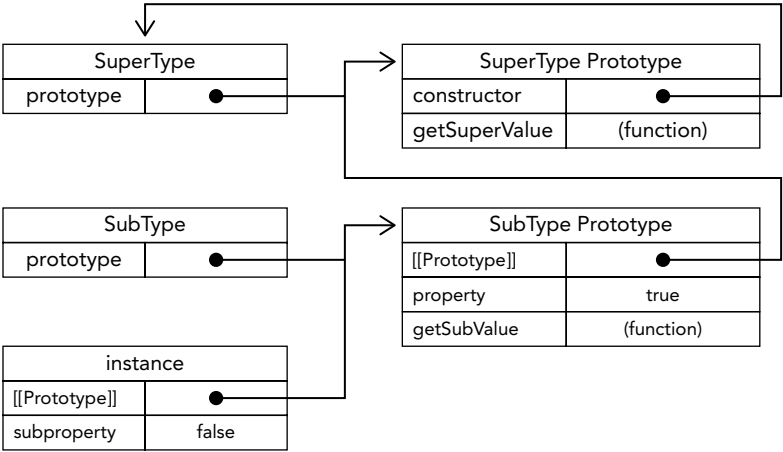 SuperType
prototype
SuperType Prototype
constructor
getSuperValue (function)
SubType
prototype
SubType Prototype
[[Prototype]]
property true
getSubValue (function)
instance
[[Prototype]]
subproperty false